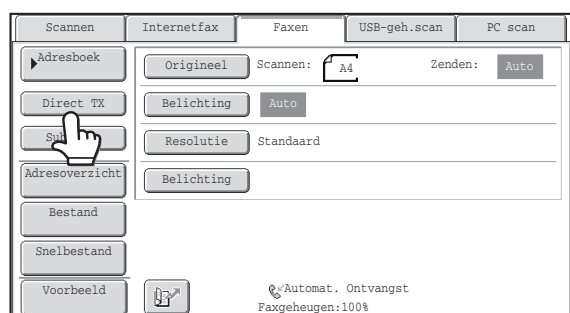 Scannen
Internetfax
Faxen
USB-geh.scan
PC scan
Adresboek
Origineel
Scannen:
A4
Zenden:
Auto
Direct TX
Belichting
Auto
Resolutie
Standaard
Adresoverzicht
Belichting
Bestand
Snelbestand
Voorbeeld
Automat. Ontvangst
Faxgeheugen:100%